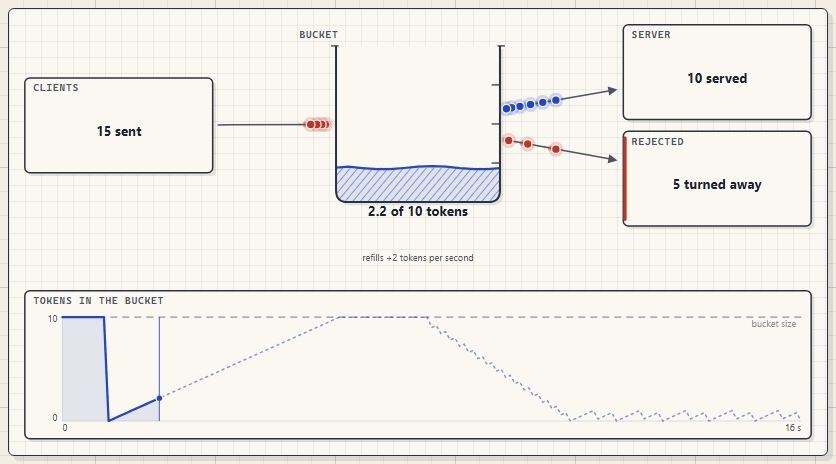 BUCKET
SERVER
10 served
CLIENTS
15 sent
REJECTED
5 turned away
2.2 of 10 tokens
refills +2 tokens per second
TOKENS IN THE BUCKET
10
bucket size
0
0
16 s